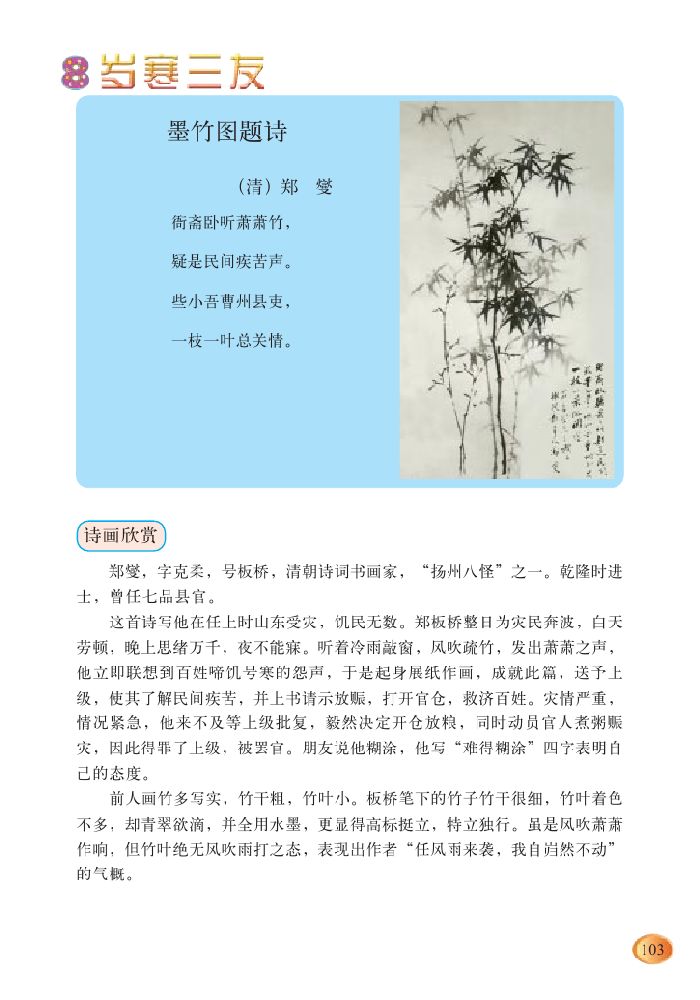 8 岁寒三友
墨竹图题诗
（清）郑 燮
衙斋卧听萧萧竹，
疑是民间疾苦声。
些小吾曹州县吏，
一枝一叶总关情。
诗画欣赏
郑燮，字克柔，号板桥，清朝诗词书画家，“扬州八怪”之一。乾隆时进
士，曾任七品县官。
这首诗写他在任上时山东受灾，饥民无数。郑板桥整日为灾民奔波，白天
劳顿，晚上思绪万千，夜不能寐。听着冷雨敲窗，风吹疏竹，发出萧萧之声，
他立即联想到百姓啼饥号寒的怨声，于是起身展纸作画，成就此篇，送予上
级，使其了解民间疾苦，并上书请示放赈，打开官仓，救济百姓。灾情严重，
情况紧急，他来不及等上级批复，毅然决定开仓放粮，同时动员官人煮粥赈
灾，因此得罪了上级，被罢官。朋友说他糊涂，他写“难得糊涂”四字表明自
己的态度。
前人画竹多写实，竹干粗，竹叶小。板桥笔下的竹子竹干很细，竹叶着色
不多，却青翠欲滴，并全用水墨，更显得高标挺立，特立独行。虽是风吹萧萧
作响，但竹叶绝无风吹雨打之态，表现出作者“任风雨来袭，我自岿然不动”
的气概。
103